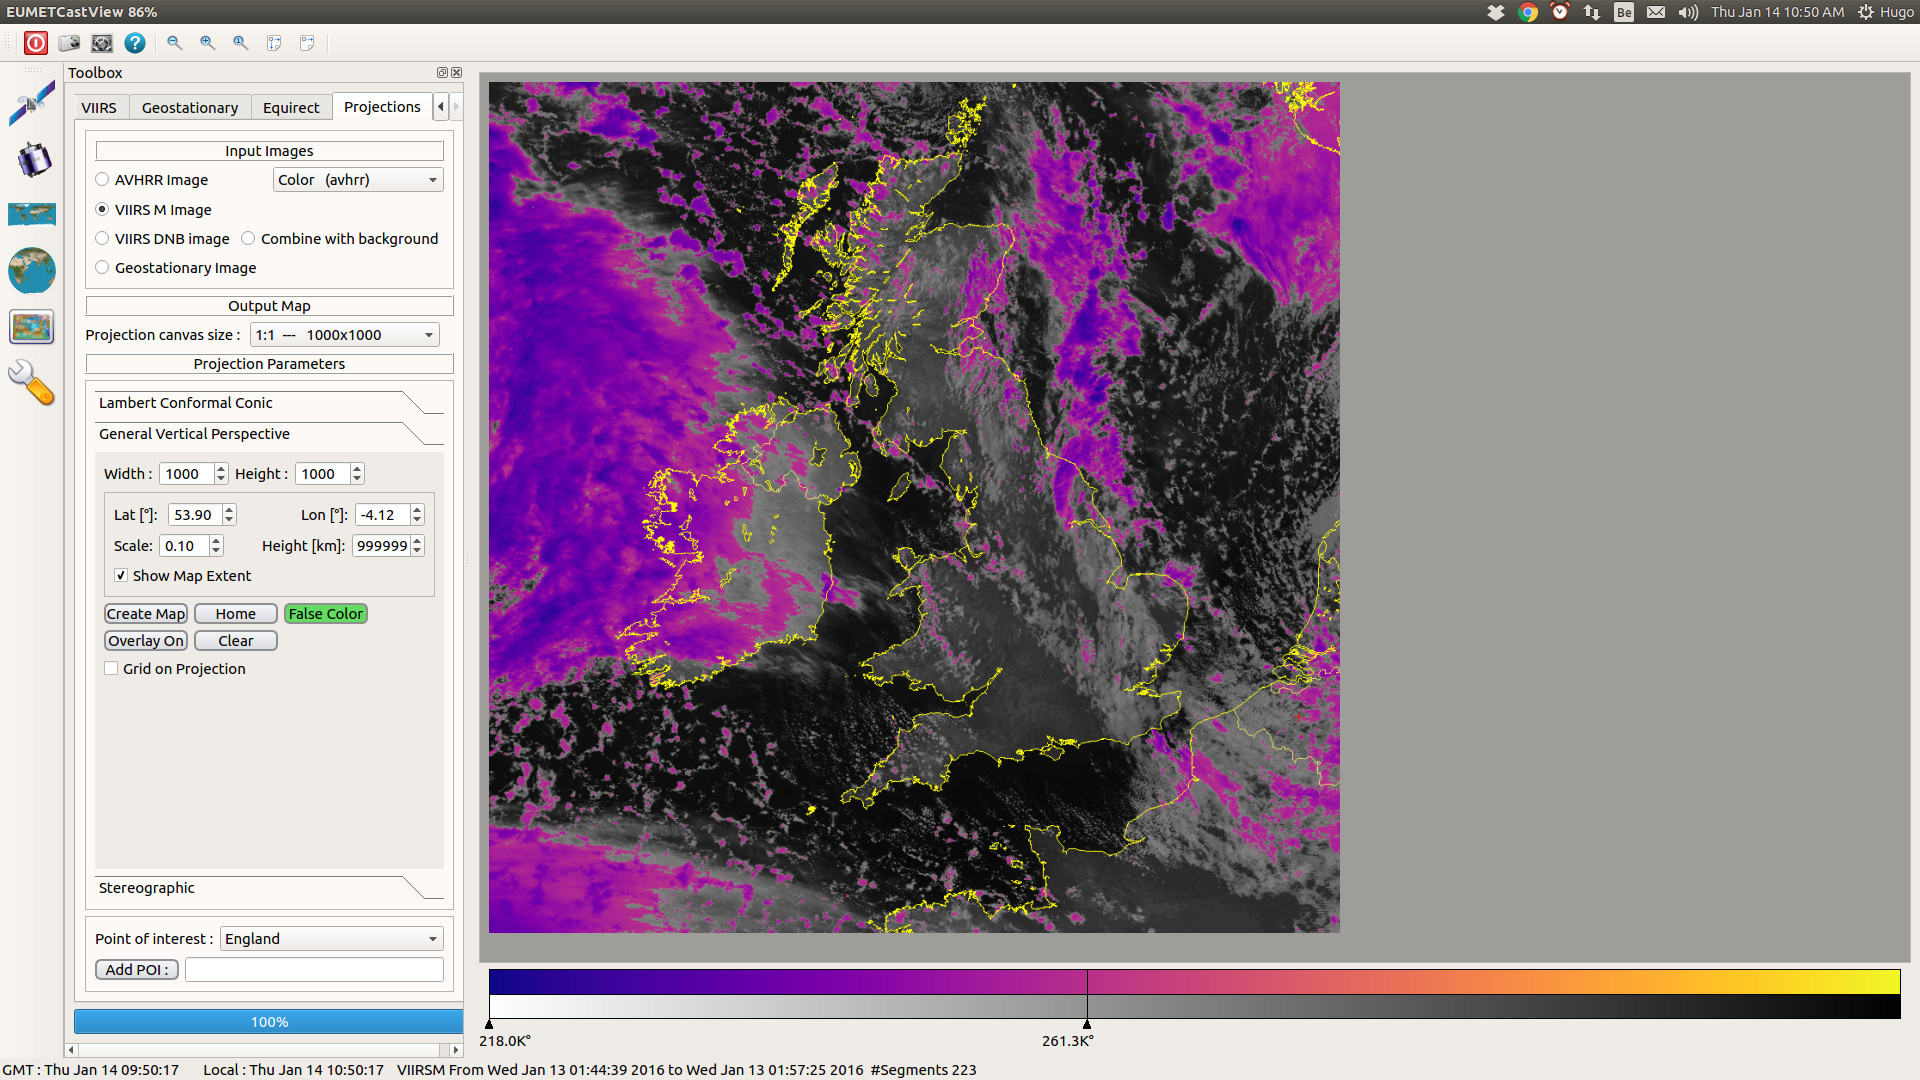 EUMETCastView 86%
Be
Thu Jan 14 10:50 AM
Hugo
Toolbox
VIIRS
Geostationary
Equirect
Projections
Input Images
AVHRR Image
Color (avhrr)
VIIRS M Image
VIIRS DNB image
Combine with background
Geostationary Image
Output Map
Projection canvas size :
1:1 --- 1000x1000
Projection Parameters
Lambert Conformal Conic
General Vertical Perspective
Width : 1000 Height : 1000
Lat [°]: 53.90 Lon [°]: -4.12
Scale: 0.10 Height [km]: 999999
Show Map Extent
Create Map Home False Color
Overlay On Clear
Grid on Projection
Stereographic
Point of interest : England
Add POI :
100%
218.0K°
261.3K°
GMT : Thu Jan 14 09:50:17 Local : Thu Jan 14 10:50:17 VIIRSM From Wed Jan 13 01:44:39 2016 to Wed Jan 13 01:57:25 2016 #Segments 223